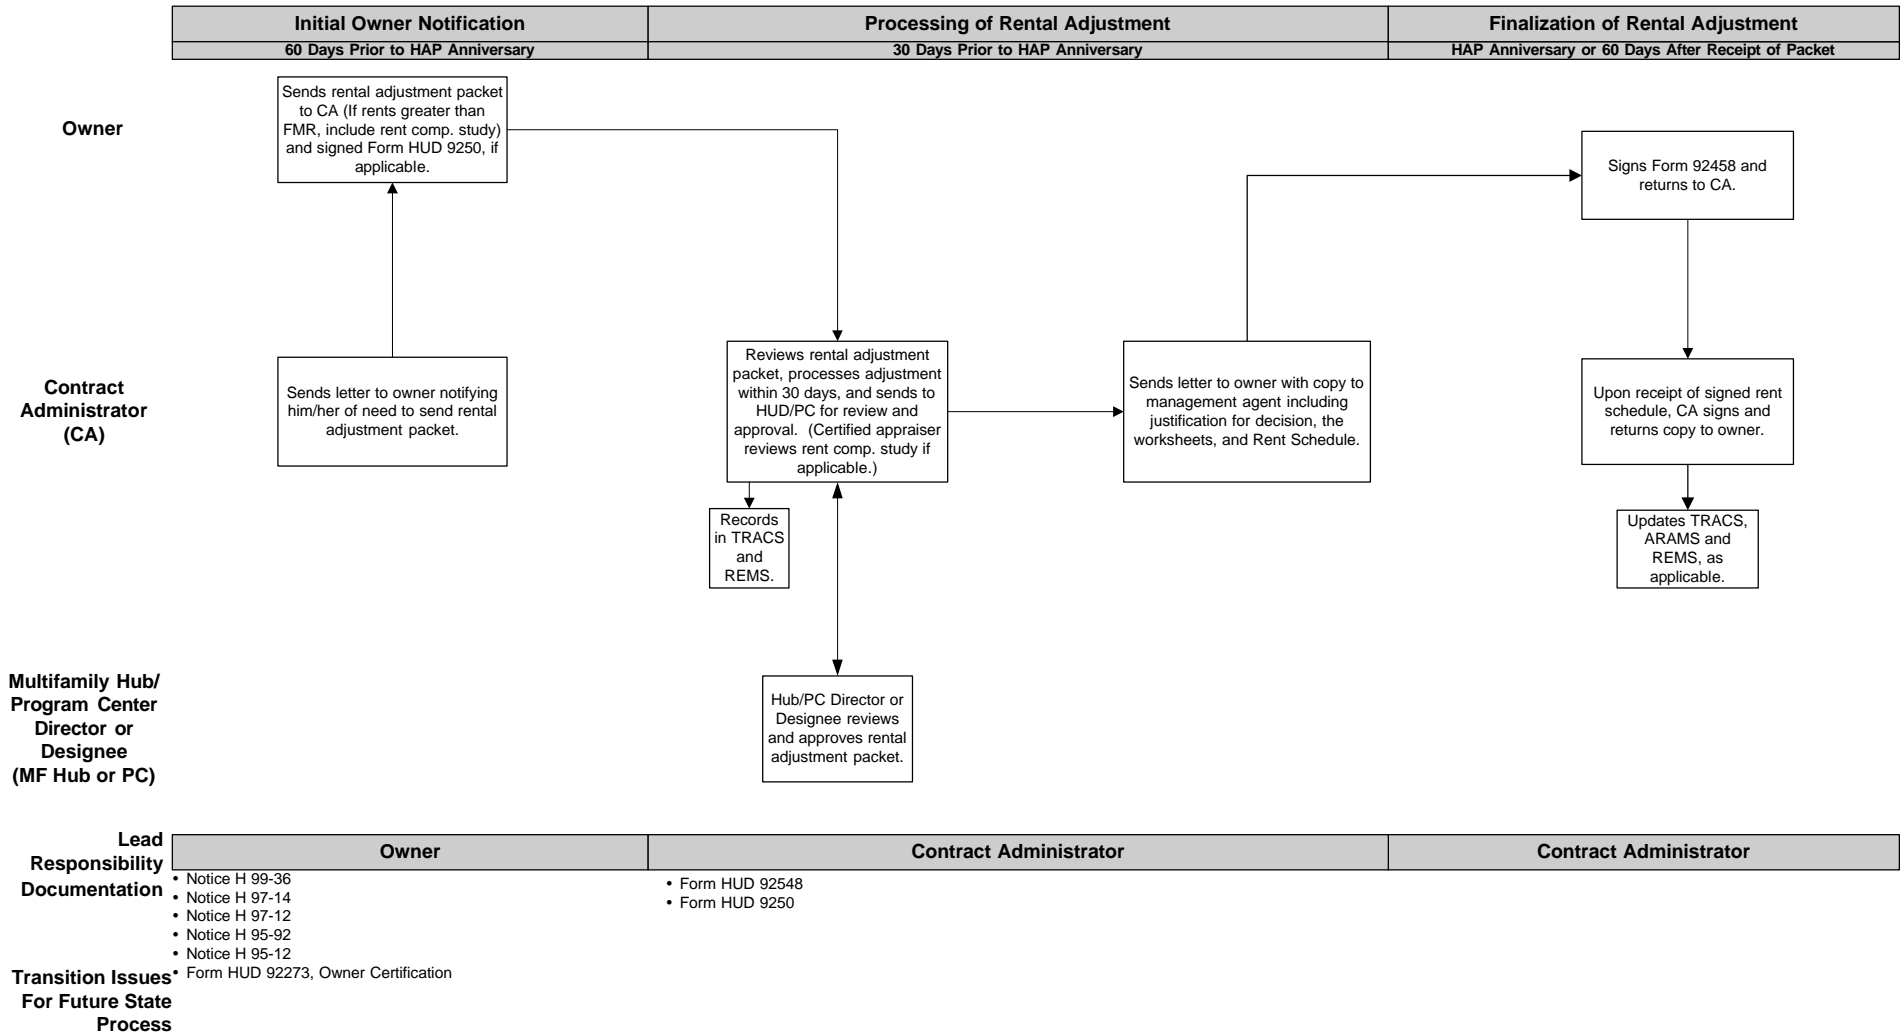 Initial Owner Notification
Processing of Rental Adjustment
Finalization of Rental Adjustment
60 Days Prior to HAP Anniversary
30 Days Prior to HAP Anniversary
HAP Anniversary or 60 Days After Receipt of Packet
Owner
Sends rental adjustment packet
to CA (If rents greater than
FMR, include rent comp. study)
and signed Form HUD 9250, if
applicable.
Signs Form 92458 and
returns to CA.
Contract
Administrator
(CA)
Sends letter to owner notifying
him/her of need to send rental
adjustment packet.
Reviews rental adjustment
packet, processes adjustment
within 30 days, and sends to
HUD/PC for review and
approval. (Certified appraiser
reviews rent comp. study if
applicable.)
Sends letter to owner with copy to
management agent including
justification for decision, the
worksheets, and Rent Schedule.
Upon receipt of signed rent
schedule, CA signs and
returns copy to owner.
Records
in TRACS
and
REMS.
Updates TRACS,
ARAMS and
REMS, as
applicable.
Multifamily Hub/
Program Center
Director or
Designee
(MF Hub or PC)
Hub/PC Director or
Designee reviews
and approves rental
adjustment packet.
Lead
Responsibility
Owner
Contract Administrator
Contract Administrator
Documentation
• Notice H 99-36
• Notice H 97-14
• Notice H 97-12
• Notice H 95-92
• Notice H 95-12
• Form HUD 92273, Owner Certification
• Form HUD 92548
• Form HUD 9250
Transition Issues
For Future State
Process